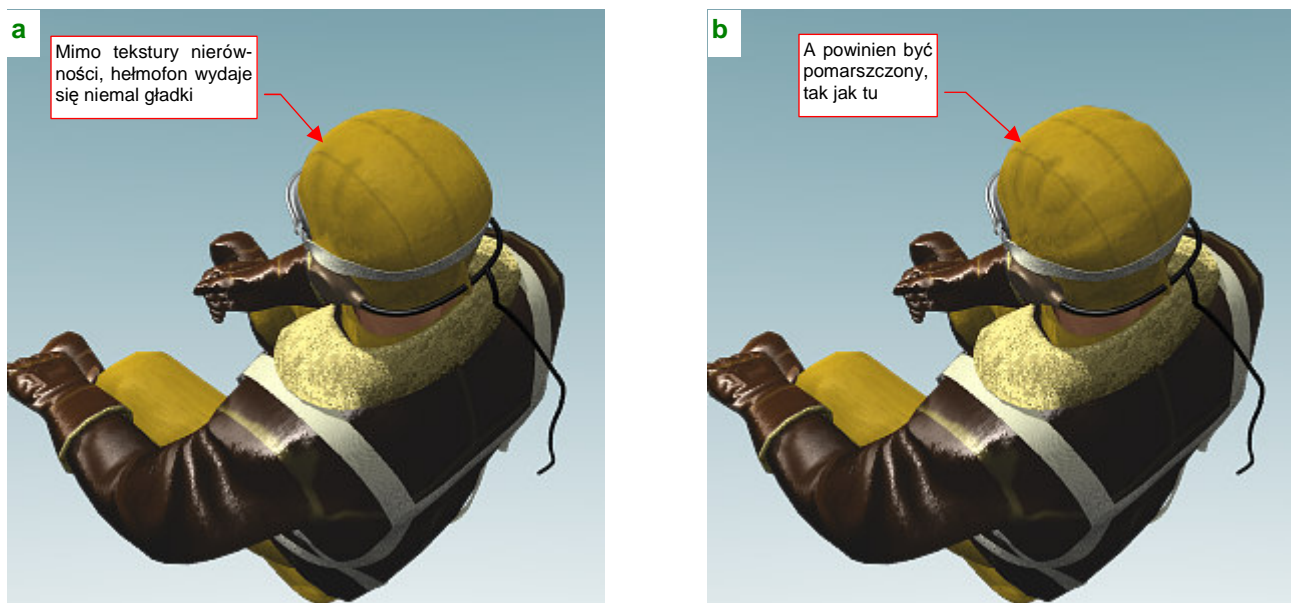 a
Mimo tekstury nierów-
ności, hełmofon wydaje
się niemal gładki
b
A powinien być
pomarszczony,
tak jak tu